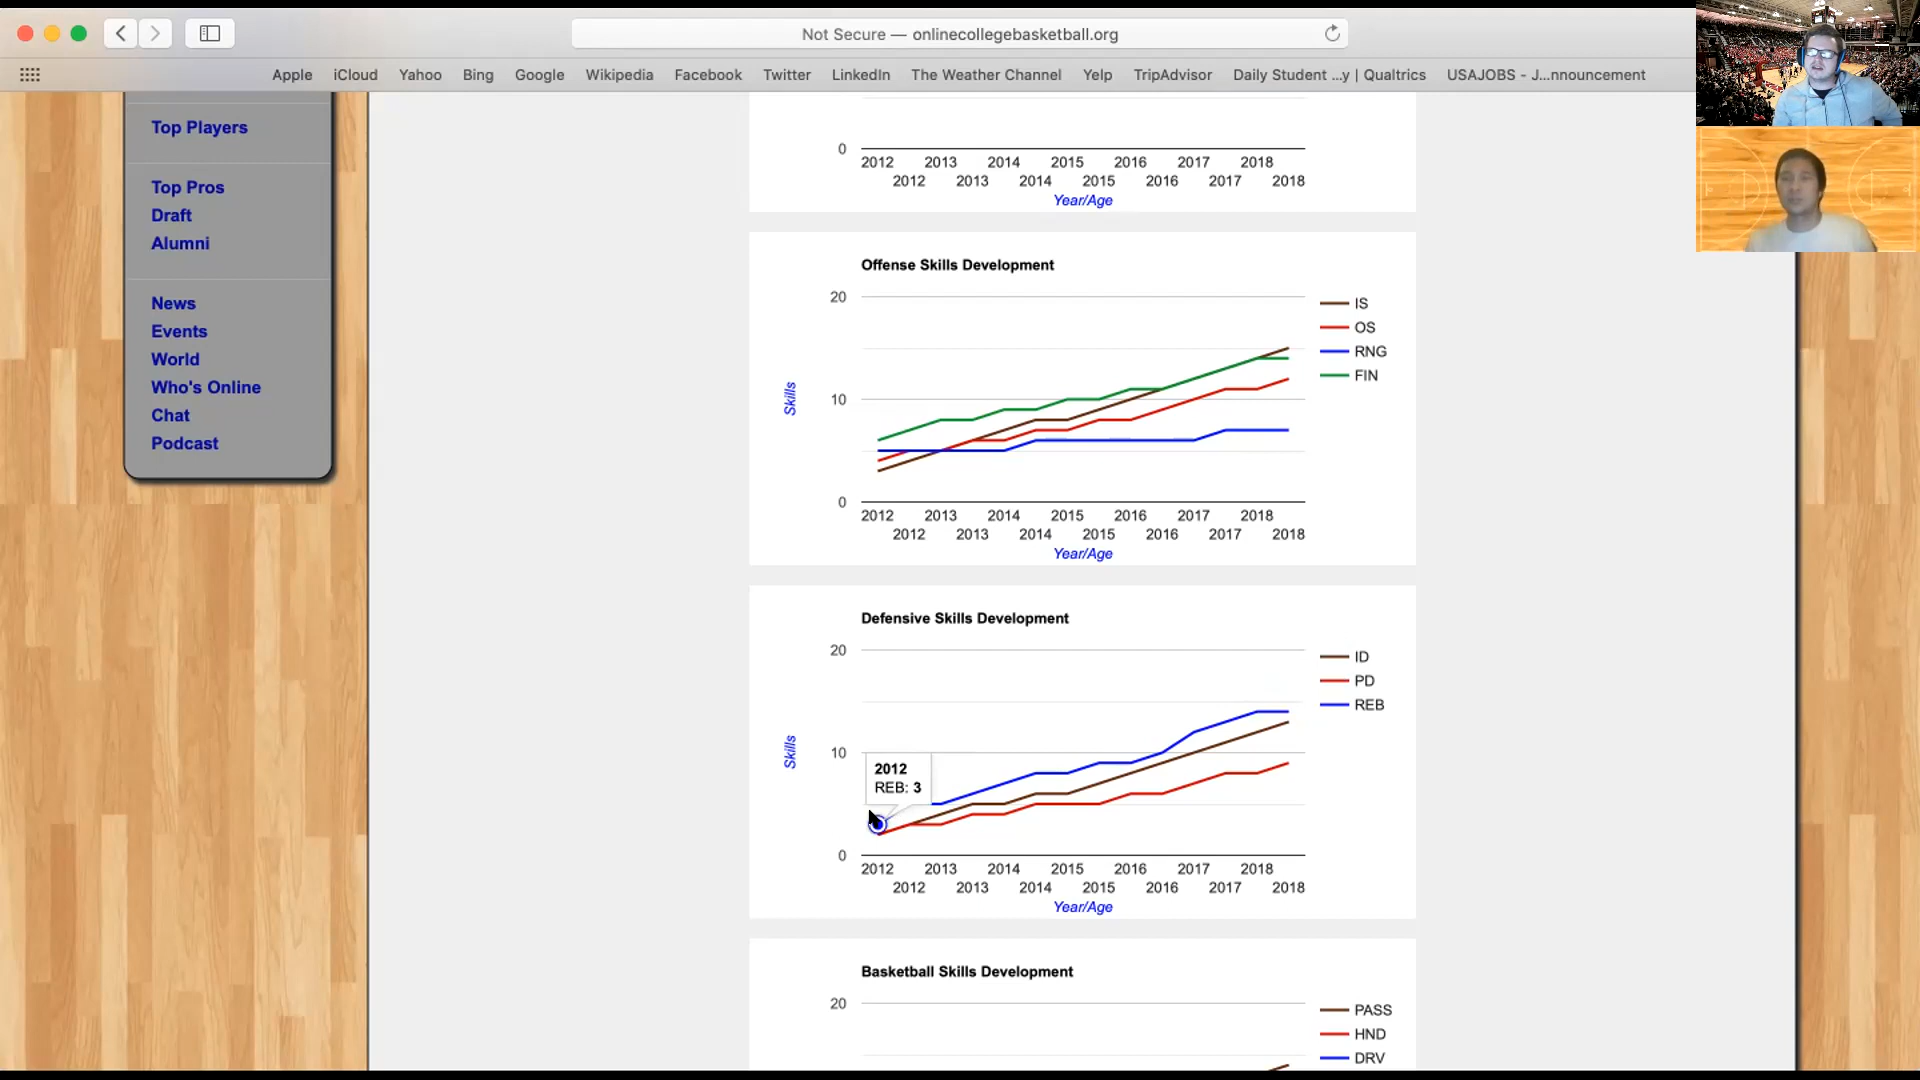 Not Secure — onlinecollegebasketball.org
Apple iCloud Yahoo Bing Google Wikipedia Facebook Twitter LinkedIn The Weather Channel Yelp TripAdvisor Daily Student ...y | Qualtrics USAJOBS - J...nnouncement
Top Players
Top Pros
Draft
Alumni
News
Events
World
Who's Online
Chat
Podcast
0
2012 2013 2014 2015 2016 2017 2018
2012 2013 2014 2015 2016 2017 2018
Year/Age
Offense Skills Development
20
10
0
Skills
IS
OS
RNG
FIN
2012 2013 2014 2015 2016 2017 2018
2012 2013 2014 2015 2016 2017 2018
Year/Age
Defensive Skills Development
20
10
0
Skills
ID
PD
REB
2012
REB: 3
2012 2013 2014 2015 2016 2017 2018
2012 2013 2014 2015 2016 2017 2018
Year/Age
Basketball Skills Development
20
PASS
HND
DRV